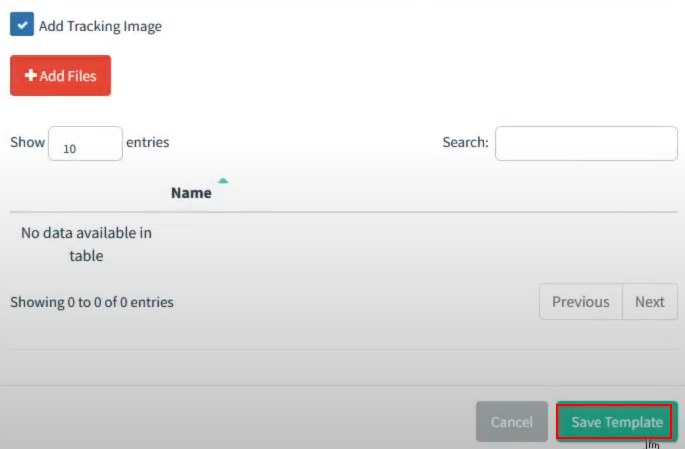 Add Tracking Image
+ Add Files
Show 10 entries
Search:
Name
No data available in
table
Showing 0 to 0 of 0 entries
Previous Next
Cancel Save Template